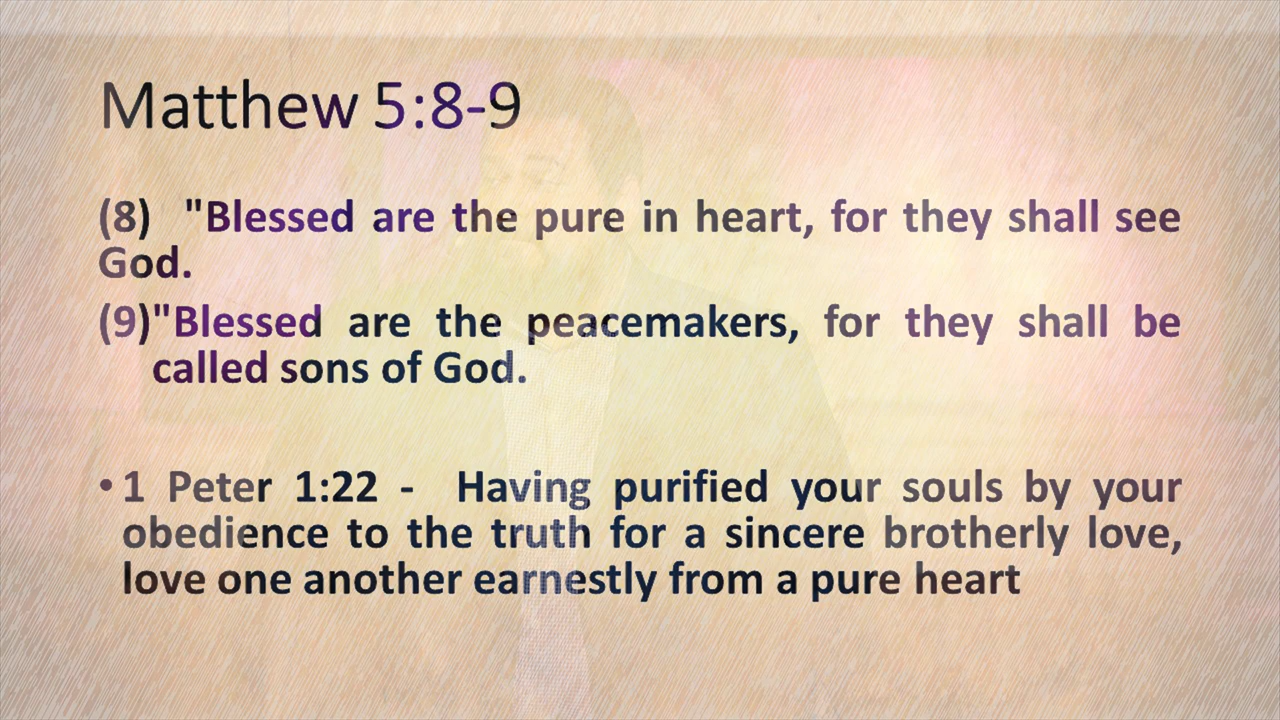 Matthew 5:8-9
(8) "Blessed are the pure in heart, for they shall see
God.
(9)"Blessed are the peacemakers, for they shall be
called sons of God.
• 1 Peter 1:22 - Having purified your souls by your
obedience to the truth for a sincere brotherly love,
love one another earnestly from a pure heart